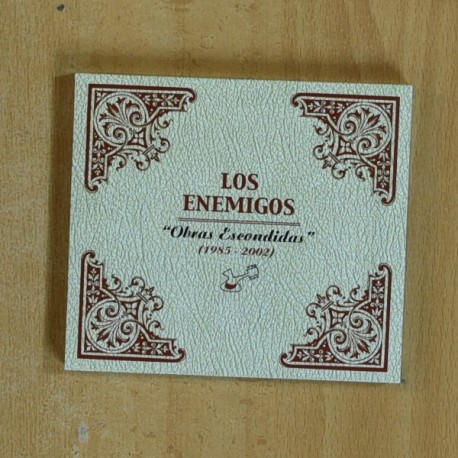 LOS
ENEMIGOS
“Obras Escondidas”
(1985 - 2002)